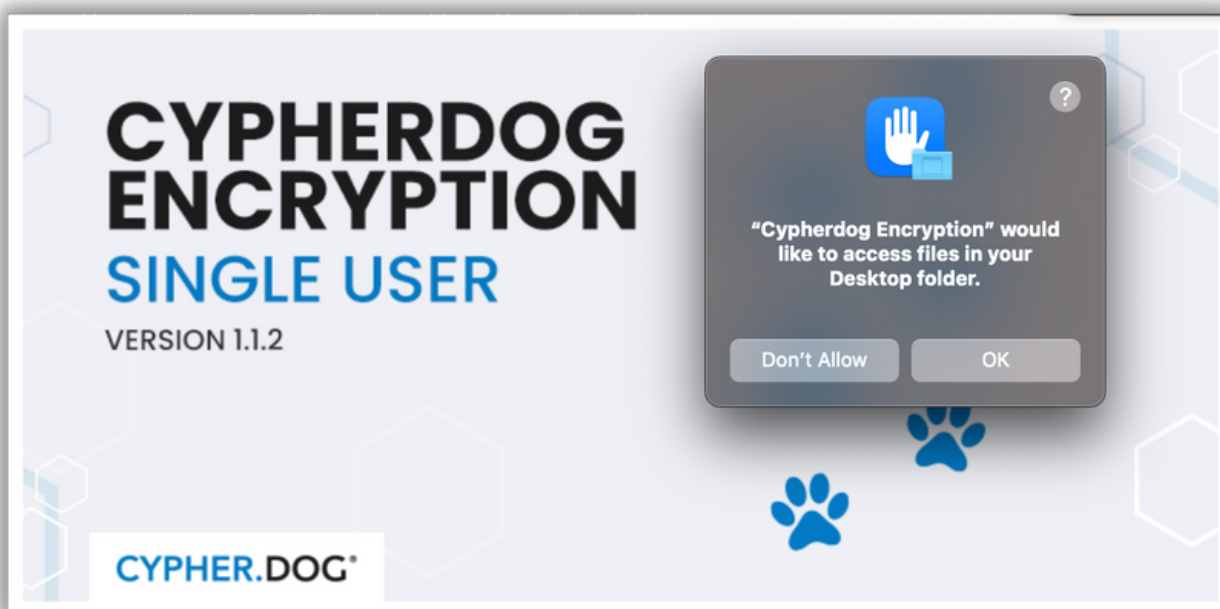 CYPHERDOG
ENCRYPTION
SINGLE USER
VERSION 1.1.2
CYPHER.DOG®
?
“Cypherdog Encryption” would
like to access files in your
Desktop folder.
Don’t Allow
OK